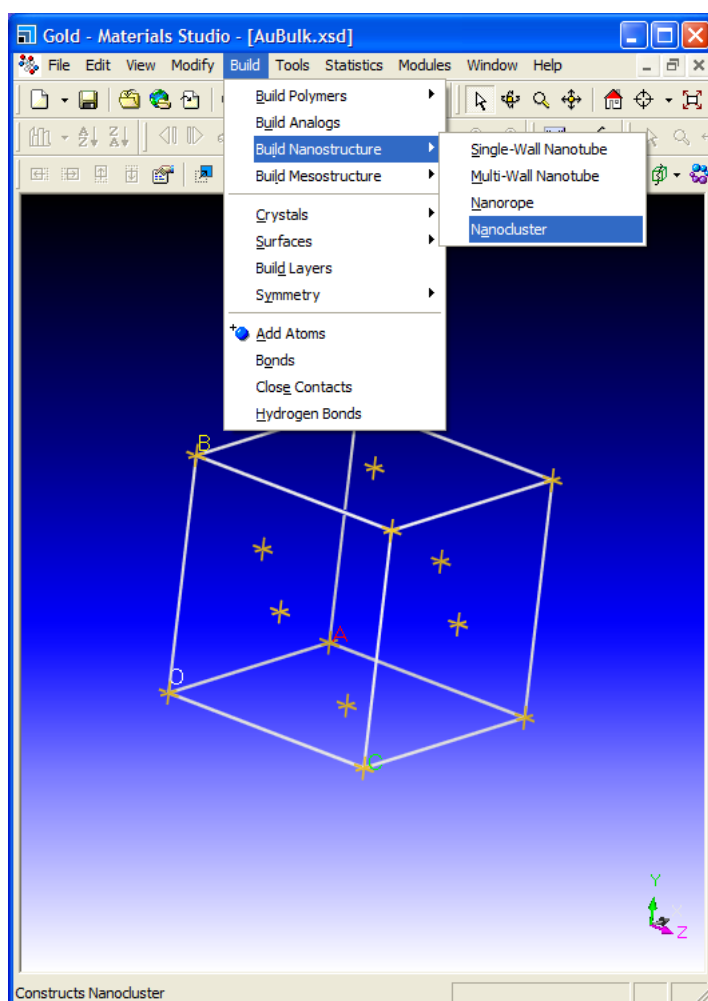 Gold - Materials Studio - [AuBulk.xsd]
File Edit View Modify Build Tools Statistics Modules Window Help
Build Polymers
Build Analogs
Build Nanostructure
Build Mesostructure
Crystals
Surfaces
Build Layers
Symmetry
Add Atoms
Bonds
Close Contacts
Hydrogen Bonds
Single-Wall Nanotube
Multi-Wall Nanotube
Nanorope
Nanocluster
A
Z
Z
A
B
A
O
C
Y
X
Z
Constructs Nanocluster